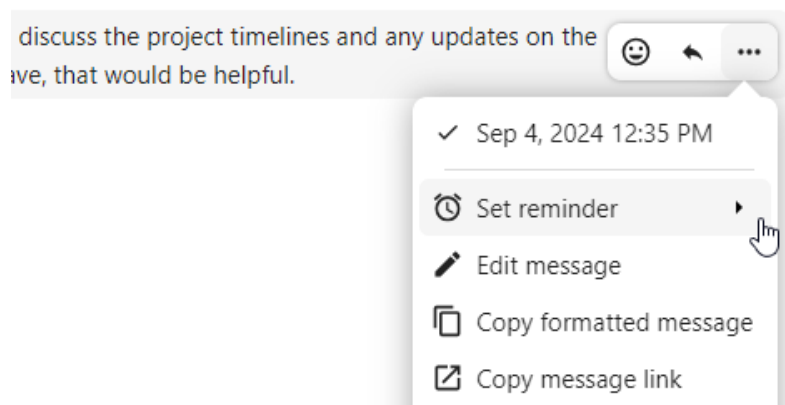 discuss the project timelines and any updates on the
ave, that would be helpful.
Sep 4, 2024 12:35 PM
Set reminder
Edit message
Copy formatted message
Copy message link